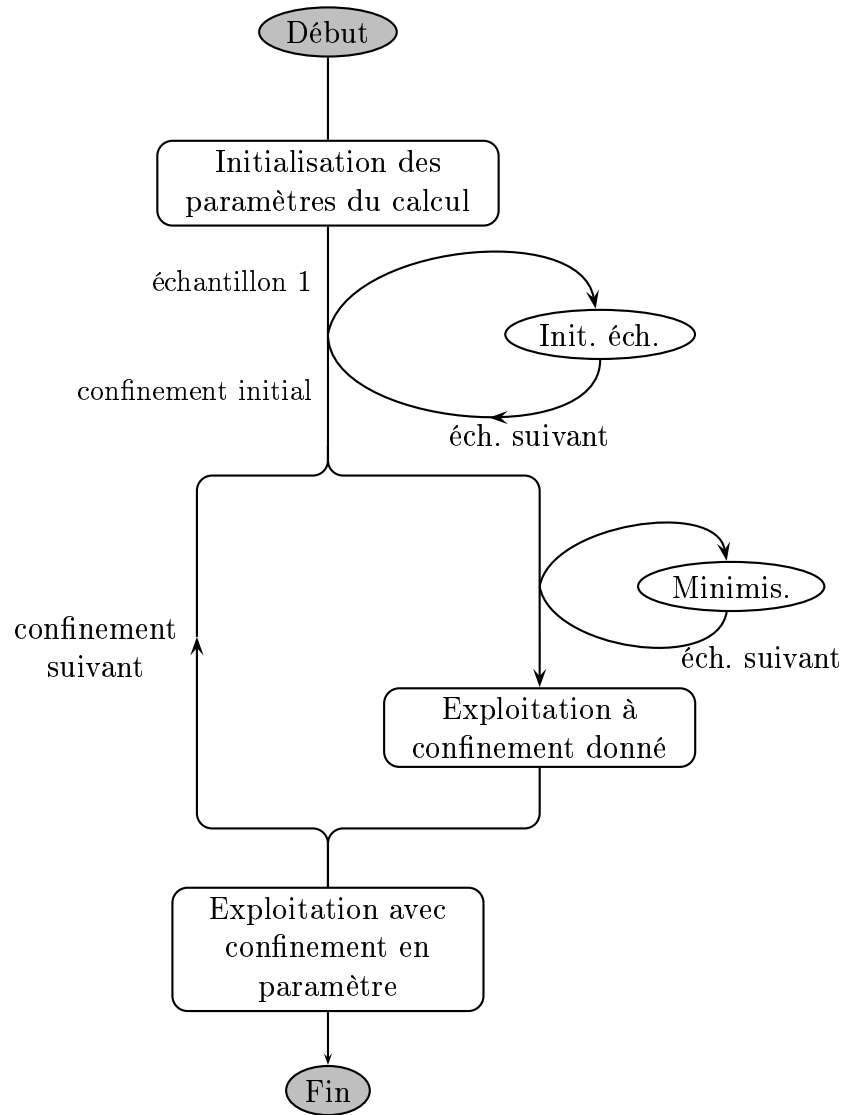 Début
Initialisation des
paramètres du calcul
échantillon 1
Init. éch.
confinement initial
éch. suivant
Minimis.
confinement
suivant
éch. suivant
Exploitation à
confinement donné
Exploitation avec
confinement en
paramètre
Fin